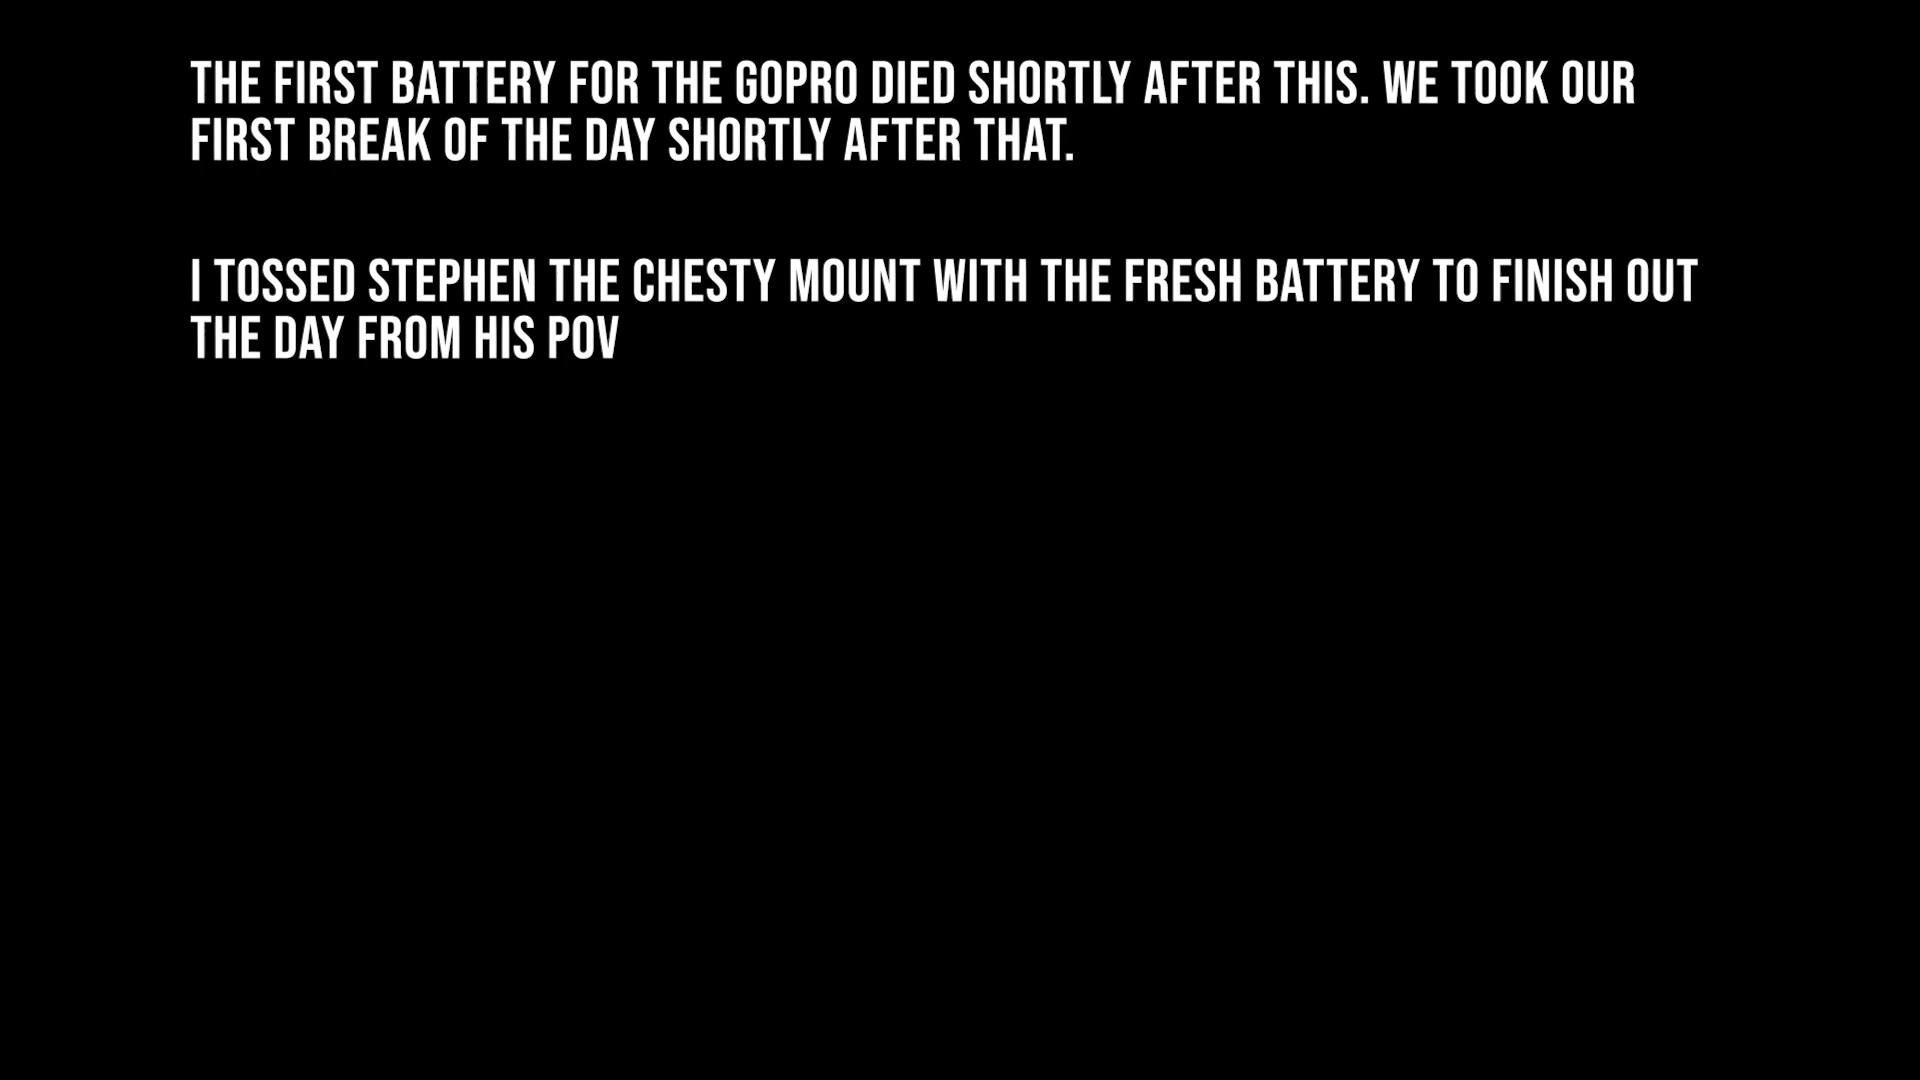 THE FIRST BATTERY FOR THE GOPRO DIED SHORTLY AFTER THIS. WE TOOK OUR
FIRST BREAK OF THE DAY SHORTLY AFTER THAT.
I TOSSED STEPHEN THE CHESTY MOUNT WITH THE FRESH BATTERY TO FINISH OUT
THE DAY FROM HIS POV